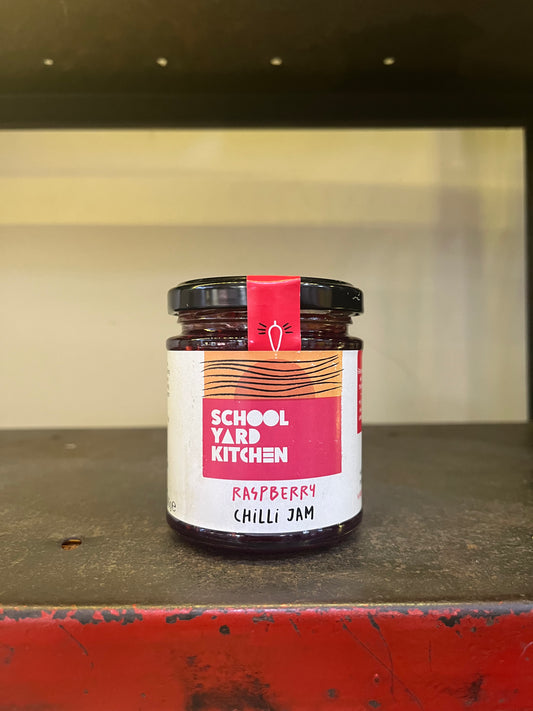 SCHOOL
YARD
KITCHEN
RASPBERRY
CHILLI JAM